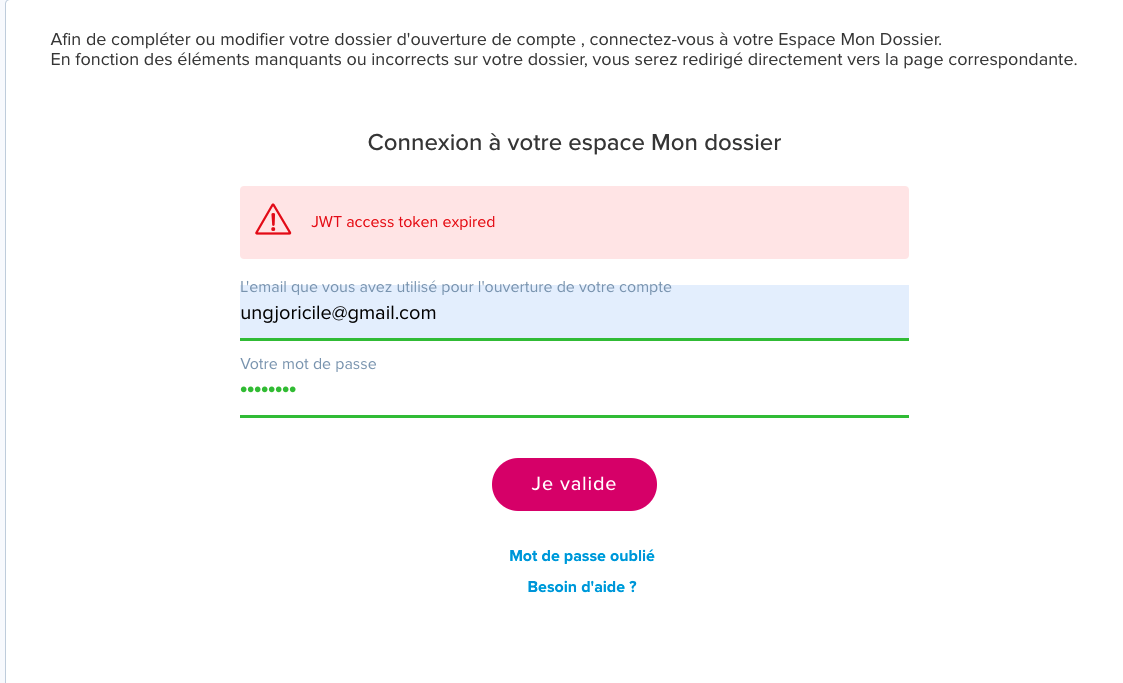 Afin de compléter ou modifier votre dossier d'ouverture de compte , connectez-vous à votre Espace Mon Dossier.
En fonction des éléments manquants ou incorrects sur votre dossier, vous serez redirigé directement vers la page correspondante.
Connexion à votre espace Mon dossier
JWT access token expired
L'email que vous avez utilisé pour l'ouverture de votre compte
ungjoricile@gmail.com
Votre mot de passe
••••••••
Je valide
Mot de passe oublié
Besoin d'aide ?